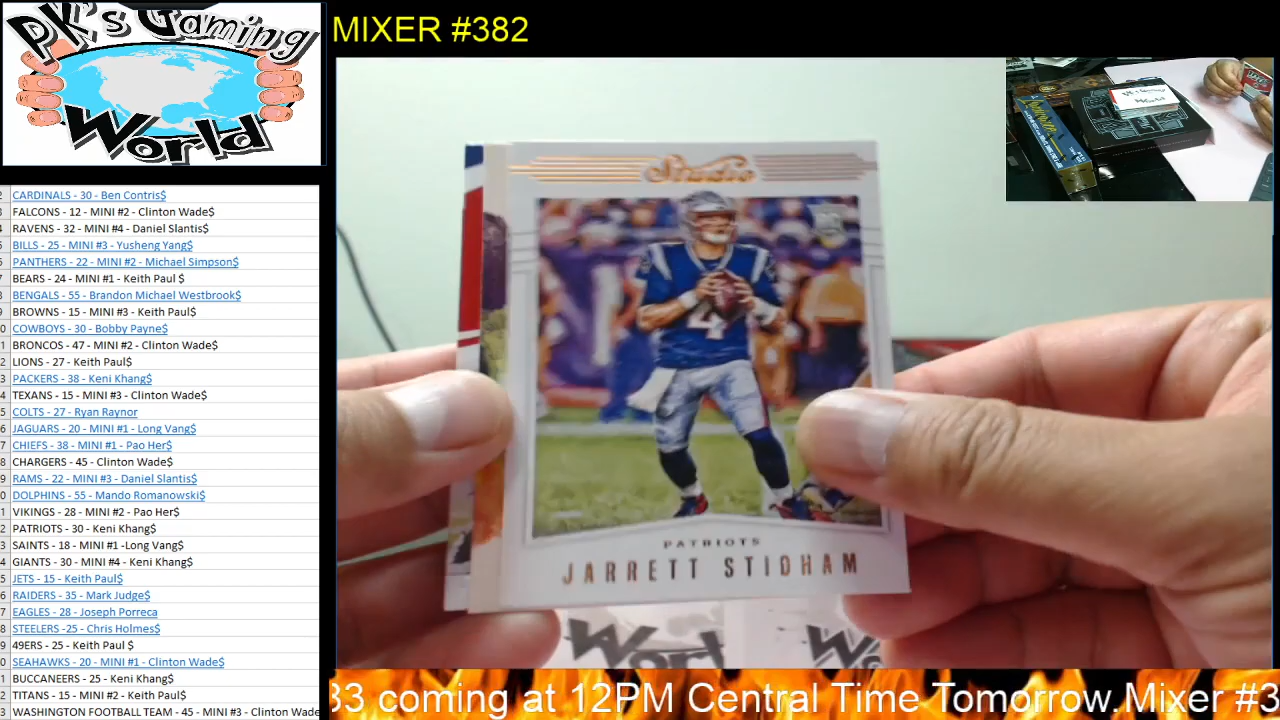 PK's Gaming
World
MIXER #382
CARDINALS - 30 - Ben Contris$
FALCONS - 12 - MINI #2 - Clinton Wade$
RAVENS - 32 - MINI #4 - Daniel Slantis$
BILLS - 25 - MINI #3 - Yusheng Yang$
PANTHERS - 22 - MINI #2 - Michael Simpson$
BEARS - 24 - MINI #1 - Keith Paul $
BENGALS - 55 - Brandon Michael Westbrook$
BROWNS - 15 - MINI #3 - Keith Paul$
COWBOYS - 30 - Bobby Payne$
BRONCOS - 47 - MINI #2 - Clinton Wade$
LIONS - 27 - Keith Paul$
PACKERS - 38 - Keni Khang$
TEXANS - 15 - MINI #3 - Clinton Wade$
COLTS - 27 - Ryan Raynor
JAGUARS - 20 - MINI #1 - Long Vang$
CHIEFS - 38 - MINI #1 - Pao Her$
CHARGERS - 45 - Clinton Wade$
RAMS - 22 - MINI #3 - Daniel Slantis$
DOLPHINS - 55 - Mando Romanowski$
VIKINGS - 28 - MINI #2 - Pao Her$
PATRIOTS - 30 - Keni Khang$
SAINTS - 18 - MINI #1 -Long Vang$
GIANTS - 30 - MINI #4 - Keni Khang$
JETS - 15 - Keith Paul$
RAIDERS - 35 - Mark Judge$
EAGLES - 28 - Joseph Porreca
STEELERS -25 - Chris Holmes$
49ERS - 25 - Keith Paul $
SEAHAWKS - 20 - MINI #1 - Clinton Wade$
BUCCANEERS - 25 - Keni Khang$
TITANS - 15 - MINI #2 - Keith Paul$
WASHINGTON FOOTBALL TEAM - 45 - MINI #3 - Clinton Wade
Studio
RC
4
PATRIOTS
JARRETT STIDHAM
World
World
33 coming at 12PM Central Time Tomorrow.Mixer #3